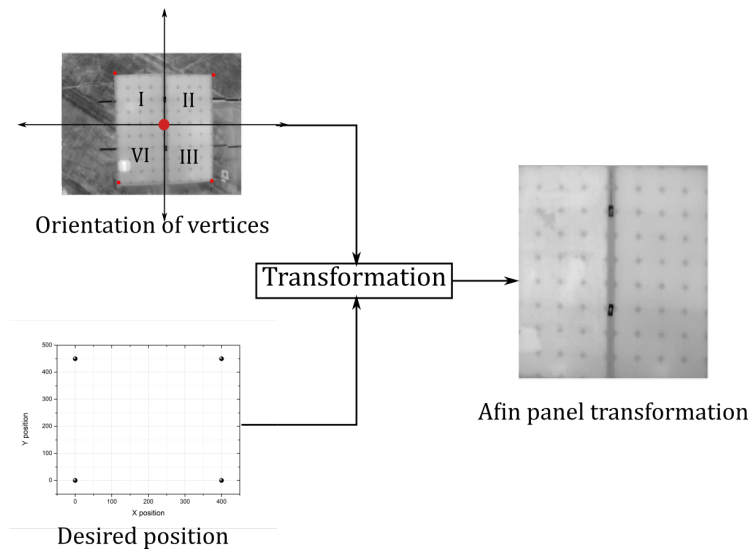 I II
VI III
Orientation of vertices
Transformation
500
400
300
200
100
0
Y position
0 100 200 300 400
X position
Desired position
Afin panel transformation